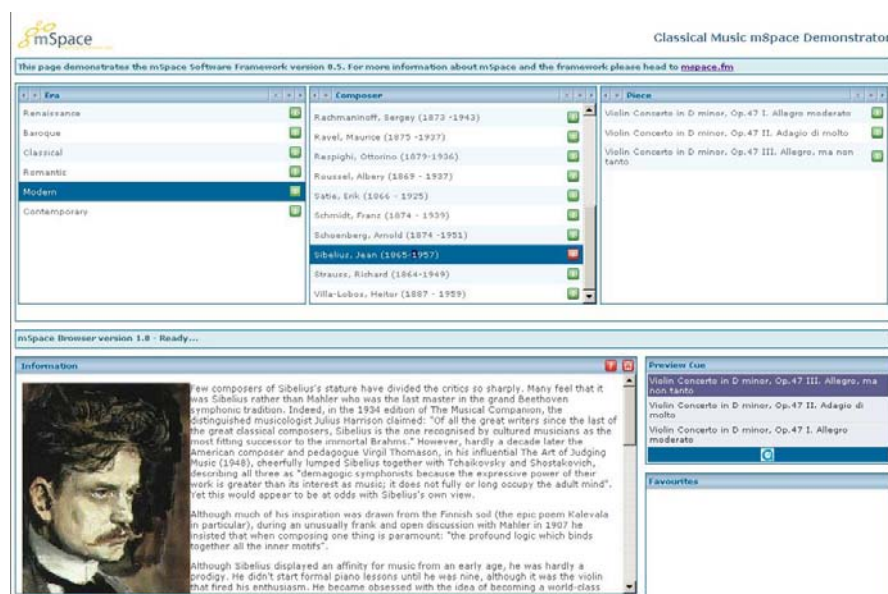 mSpace
Classical Music m8pace Demonstrator
This page demonstrates the mSpace Software Framework version 0.5. For more information about mSpace and the framework please head to mspace.fm
Era
Renaissance
Baroque
Classical
Romantic
Modern
Contemporary
Composer
Rachmaninoff, Sergey (1873 -1943)
Ravel, Maurice (1875 -1937)
Respighi, Ottorino (1879-1936)
Roussel, Albery (1869 - 1937)
Satie, Erik (1866 - 1925)
Schmidt, Franz (1874 - 1939)
Schoenberg, Arnold (1874 -1951)
Sibelius, Jean (1865-1957)
Strauss, Richard (1864-1949)
Villa-Lobos, Heitor (1887 - 1959)
Piece
Violin Concerto in D minor, Op.47 I. Allegro moderato
Violin Concerto in D minor, Op.47 II. Adagio di molto
Violin Concerto in D minor, Op.47 III. Allegro, ma non
tanto
mSpace Browser version 1.0 - Ready...
Information
Few composers of Sibelius's stature have divided the critics so sharply. Many feel that it
was Sibelius rather than Mahler who was the last master in the grand Beethoven
symphonic tradition. Indeed, in the 1934 edition of The Musical Companion, the
distinguished musicologist Julius Harrison claimed: "Of all the great writers since the last of
the great classical composers, Sibelius is the one recognised by cultured musicians as the
most fitting successor to the immortal Brahms." However, hardly a decade later the
American composer and pedagogue Virgil Thomason, in his influential The Art of Judging
Music (1948), cheerfully lumped Sibelius together with Tchaikovsky and Shostakovich,
describing all three as "demagogic symphonists because the expressive power of their
work is greater than its interest as music; it does not fully or long occupy the adult mind".
Yet this would appear to be at odds with Sibelius's own view.
Although much of his inspiration was drawn from the Finnish soil (the epic poem Kalevala
in particular), during an unusually frank and open discussion with Mahler in 1907 he
insisted that when composing one thing is paramount: "the profound logic which binds
together all the inner motifs".
Although Sibelius displayed an affinity for music from an early age, he was hardly a
prodigy. He didn't start formal piano lessons until he was nine, although it was the violin
that fired his enthusiasm. He became obsessed with the idea of becoming a world-class
Preview Cue
Violin Concerto in D minor, Op.47 III. Allegro, ma
non tanto
Violin Concerto in D minor, Op.47 II. Adagio di
molto
Violin Concerto in D minor, Op.47 I. Allegro
moderato
Favourites